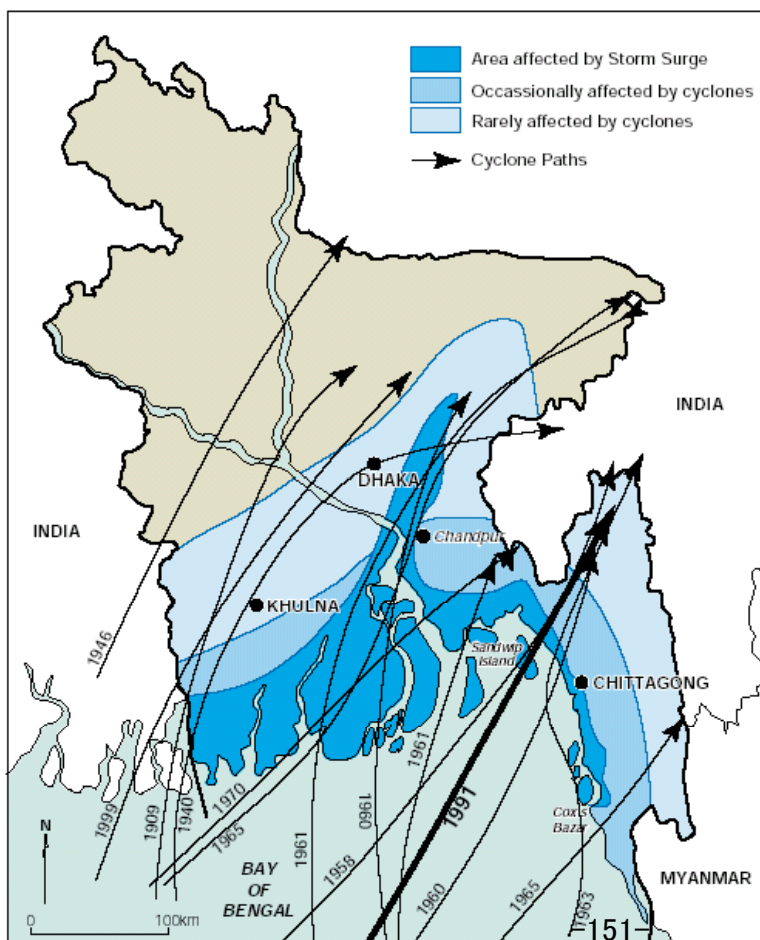 Area affected by Storm Surge
Occassionally affected by cyclones
Rarely affected by cyclones
Cyclone Paths
INDIA
DHAKA
INDIA
Chandpur
KHULNA
1946
Sandwip
Island
CHITTAGONG
1961
1970
1999
1909
1940
1965
1961
1960
1991
Cox's
Bazar
N
1958
BAY
OF
BENGAL
1960
1965
1963
MYANMAR
0
100km
-151-